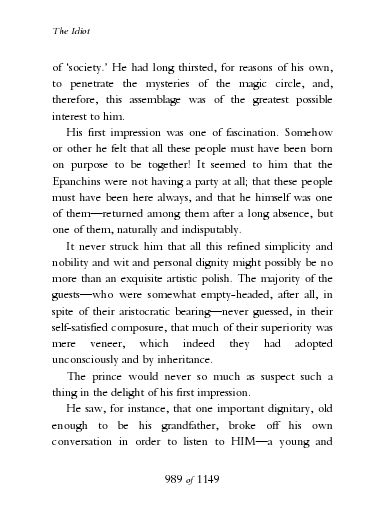 The Idiot
of 'society.' He had long thirsted, for reasons of his own,
to penetrate the mysteries of the magic circle, and,
therefore, this assemblage was of the greatest possible
interest to him.
His first impression was one of fascination. Somehow
or other he felt that all these people must have been born
on purpose to be together! It seemed to him that the
Epanchins were not having a party at all; that these people
must have been here always, and that he himself was one
of them—returned among them after a long absence, but
one of them, naturally and indisputably.
It never struck him that all this refined simplicity and
nobility and wit and personal dignity might possibly be no
more than an exquisite artistic polish. The majority of the
guests—who were somewhat empty-headed, after all, in
spite of their aristocratic bearing—never guessed, in their
self-satisfied composure, that much of their superiority was
mere veneer, which indeed they had adopted
unconsciously and by inheritance.
The prince would never so much as suspect such a
thing in the delight of his first impression.
He saw, for instance, that one important dignitary, old
enough to be his grandfather, broke off his own
conversation in order to listen to HIM—a young and
989 of 1149